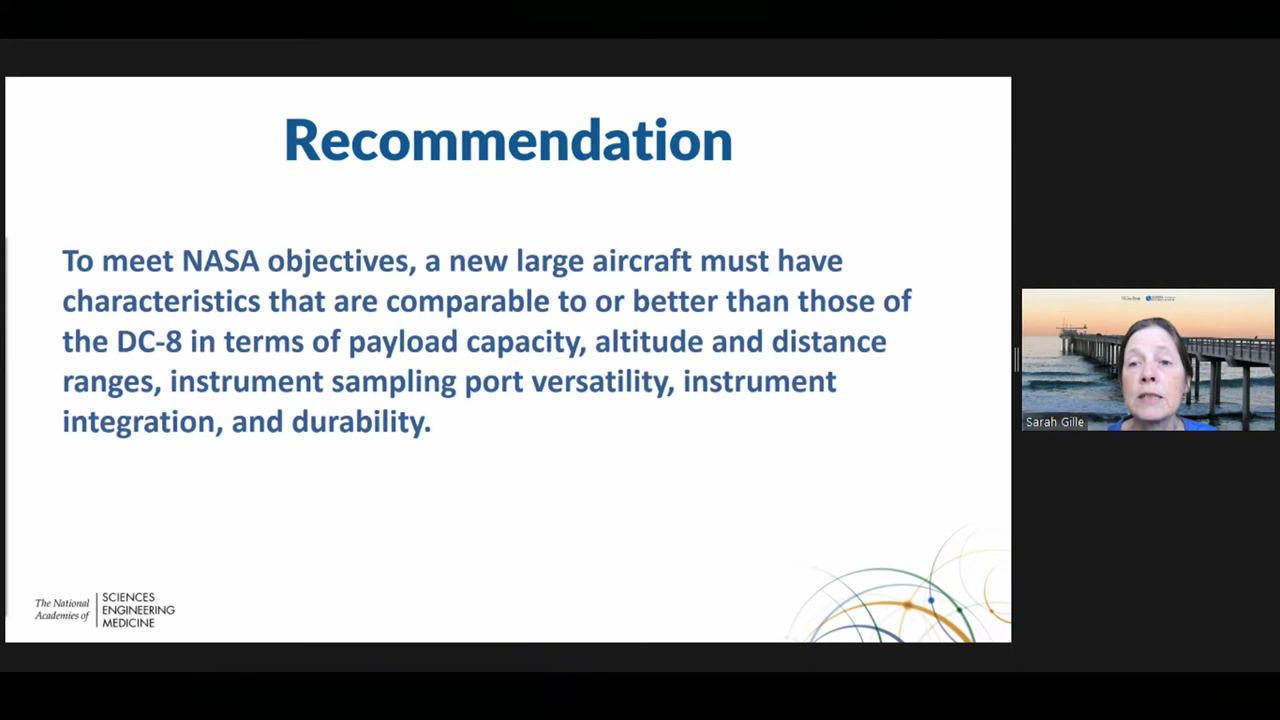 Recommendation
To meet NASA objectives, a new large aircraft must have
characteristics that are comparable to or better than those of
the DC-8 in terms of payload capacity, altitude and distance
ranges, instrument sampling port versatility, instrument
integration, and durability.
Sarah Gille
The National
Academies of
SCIENCES
ENGINEERING
MEDICINE